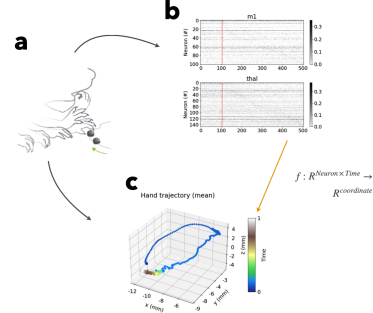 a
b
m1
Neuron (#)
0
20
40
60
80
100
0 100 200 300 400 500
0.3
0.2
0.1
0.0
thal
Neuron (#)
0
20
40
60
80
100
120
140
0 100 200 300 400 500
0.3
0.2
0.1
0.0
f : R^{Neuron×Time} →
R^{coordinate}
c
Hand trajectory (mean)
4
2
0
-2
-4
z (mm)
-12 -10 -8 -6
x (mm)
-9
-6
-3
y (mm)
1
0
Time